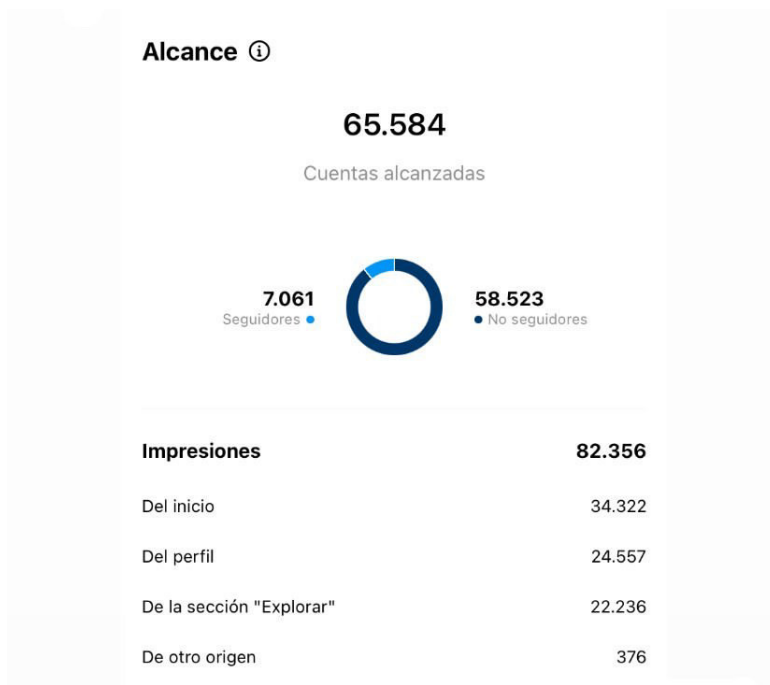 Alcance
65.584
Cuentas alcanzadas
7.061
Seguidores
58.523
No seguidores
Impresiones 82.356
Del inicio 34.322
Del perfil 24.557
De la sección "Explorar" 22.236
De otro origen 376